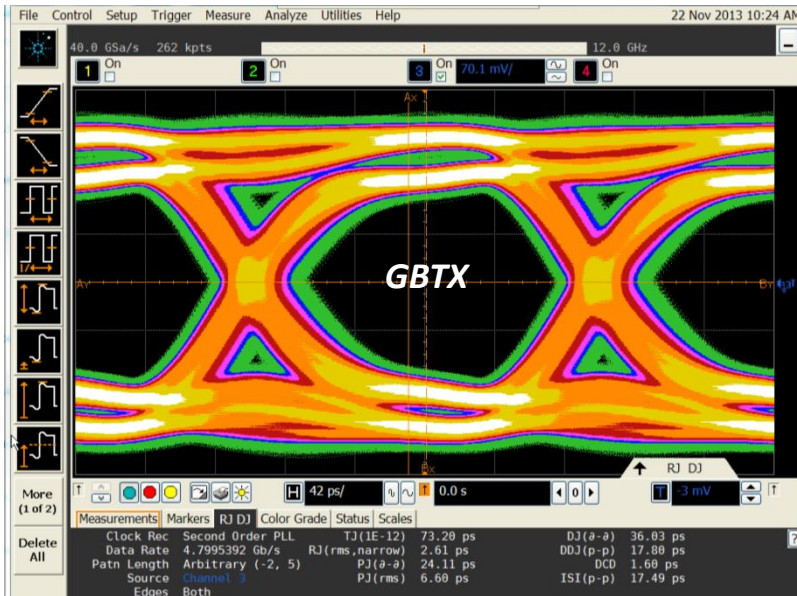 File Control Setup Trigger Measure Analyze Utilities Help 22 Nov 2013 10:24 AM
40.0 GSa/s 262 kpts 12.0 GHz
1 On 2 On 3 On 70.1 mV/ 4 On
Ax
GBTX
AY BY
Bx
RJ DJ
H 42 ps/ 0.0 s 0 T -3 mV
More
(1 of 2)
Delete
All
Measurements Markers RJ DJ Color Grade Status Scales
Clock Rec Second Order PLL TJ(1E-12) 73.20 ps DJ(∂-∂) 36.03 ps
Data Rate 4.7995392 Gb/s RJ(rms,narrow) 2.61 ps DDJ(p-p) 17.80 ps
Patn Length Arbitrary (-2, 5) PJ(∂-∂) 24.11 ps DCD 1.60 ps
Source Channel 3 PJ(rms) 6.60 ps ISI(p-p) 17.49 ps
Edges Both
?